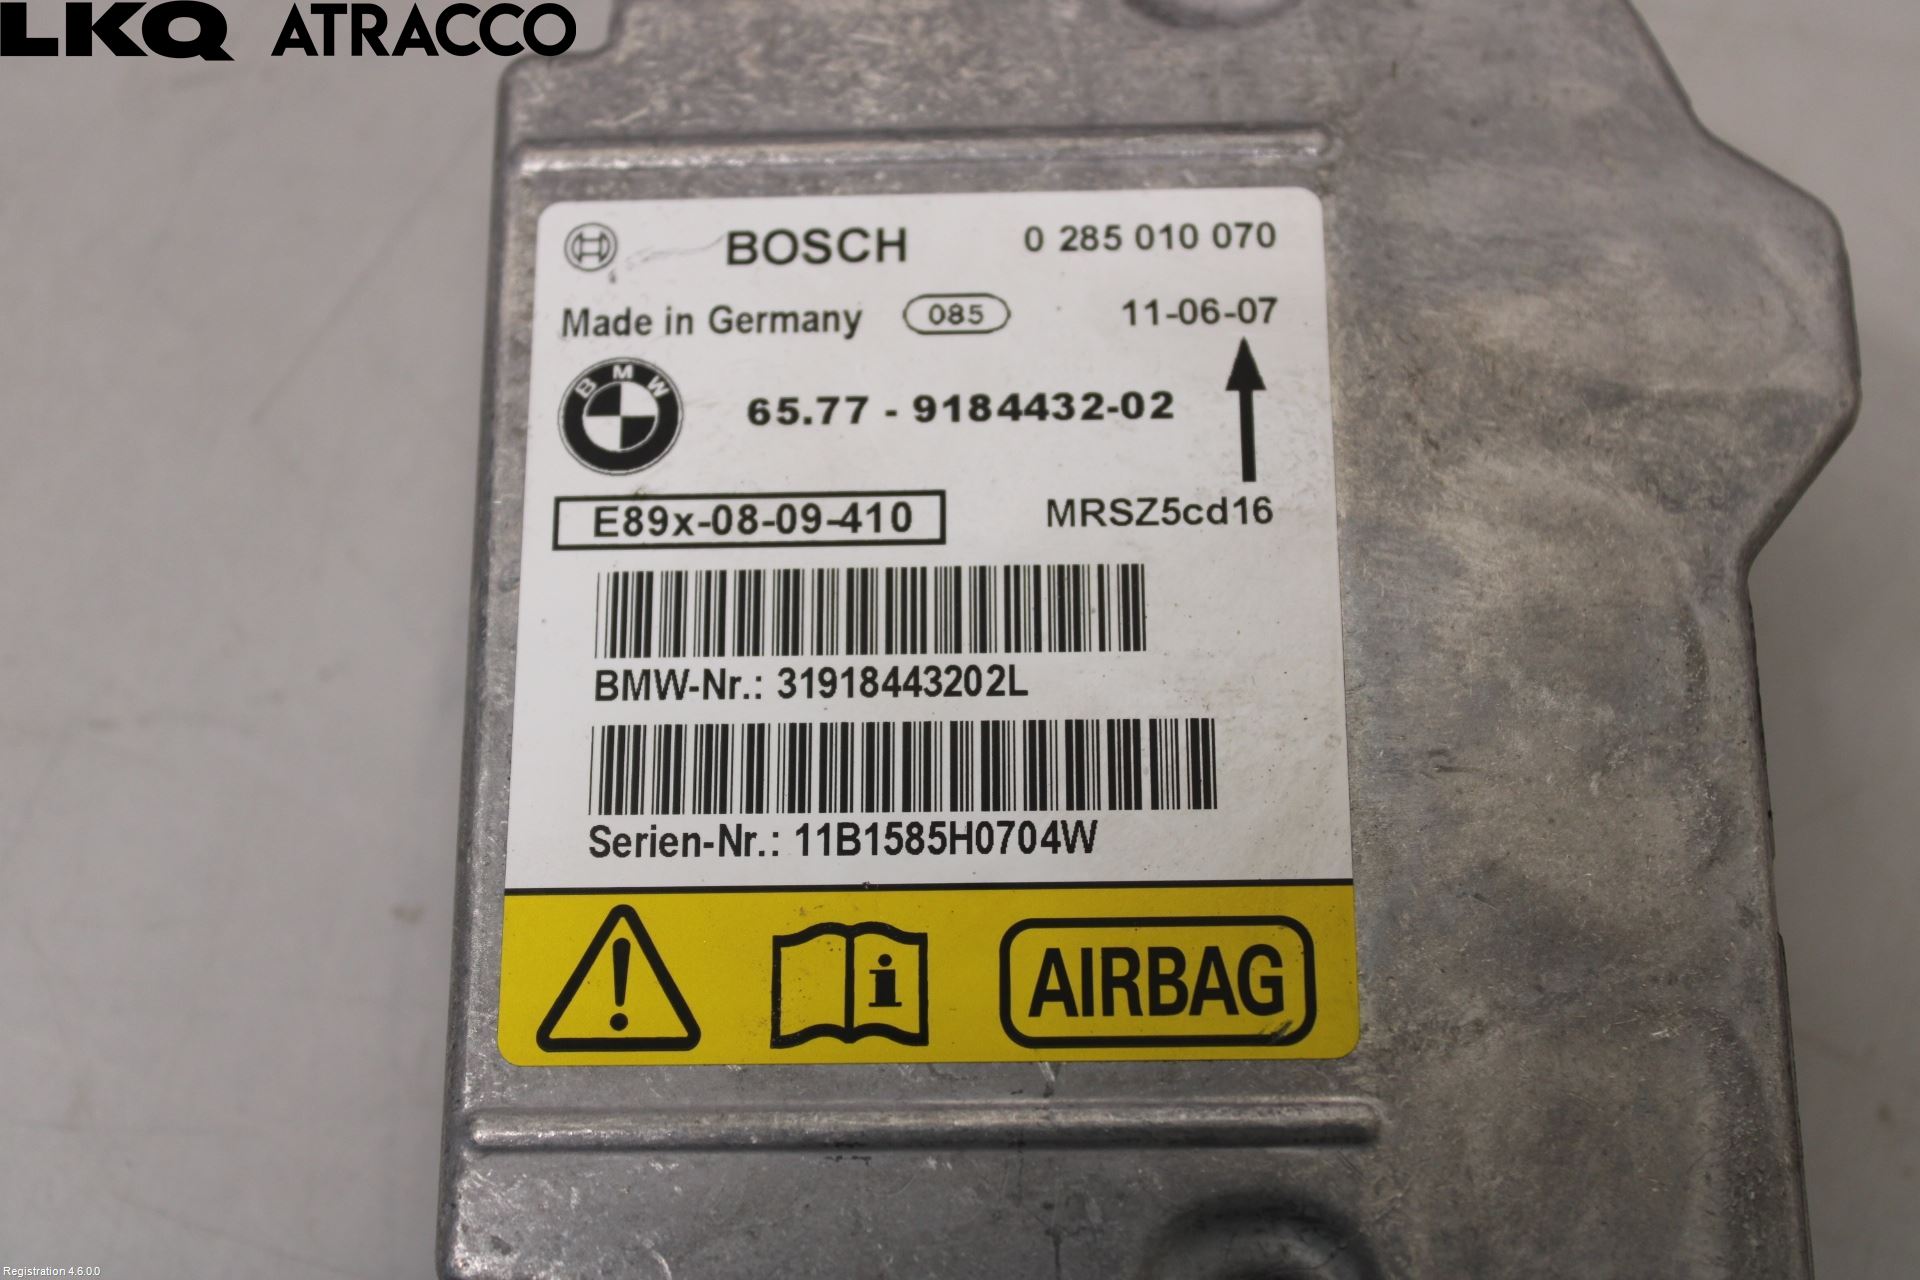 LKQ ATRACCO
BOSCH 0 285 010 070
Made in Germany 085 11-06-07
BMW 65.77 - 9184432-02
E89x-08-09-410 MRSZ5cd16
BMW-Nr.: 31918443202L
Serien-Nr.: 11B1585H0704W
AIRBAG
Registration 4.6.0.0